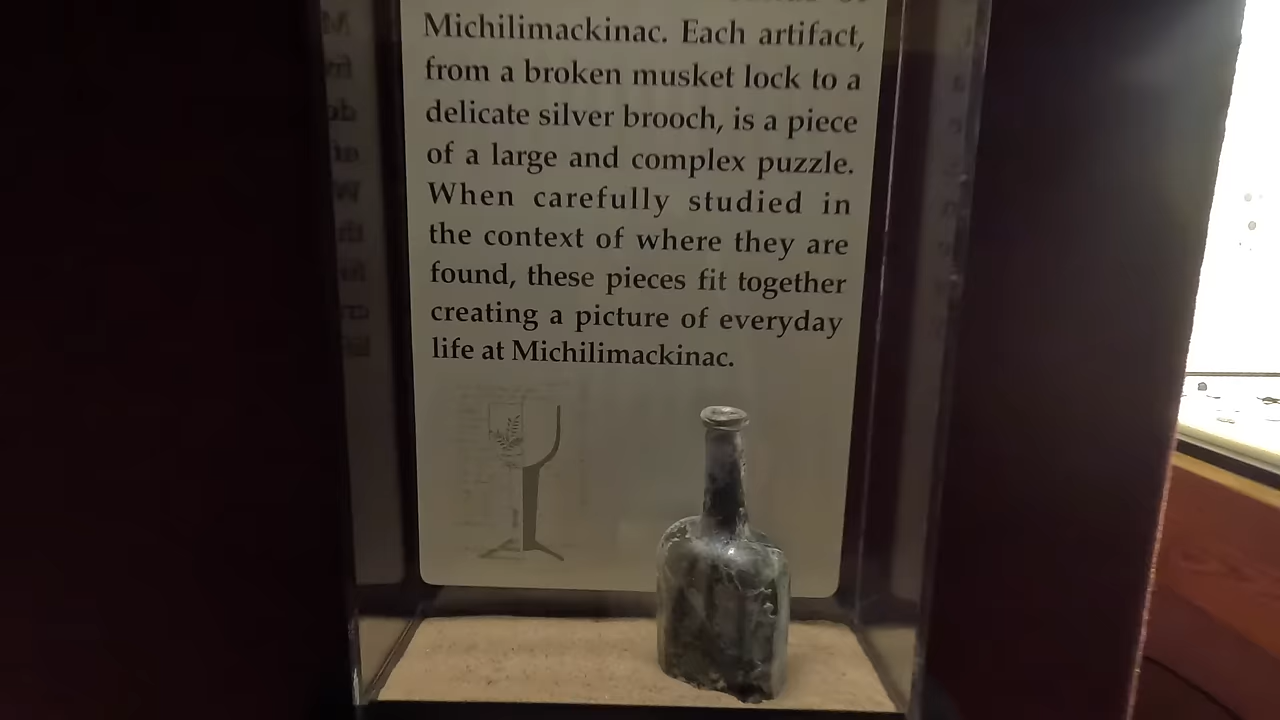 Michilimackinac. Each artifact,
from a broken musket lock to a
delicate silver brooch, is a piece
of a large and complex puzzle.
When carefully studied in
the context of where they are
found, these pieces fit together
creating a picture of everyday
life at Michilimackinac.